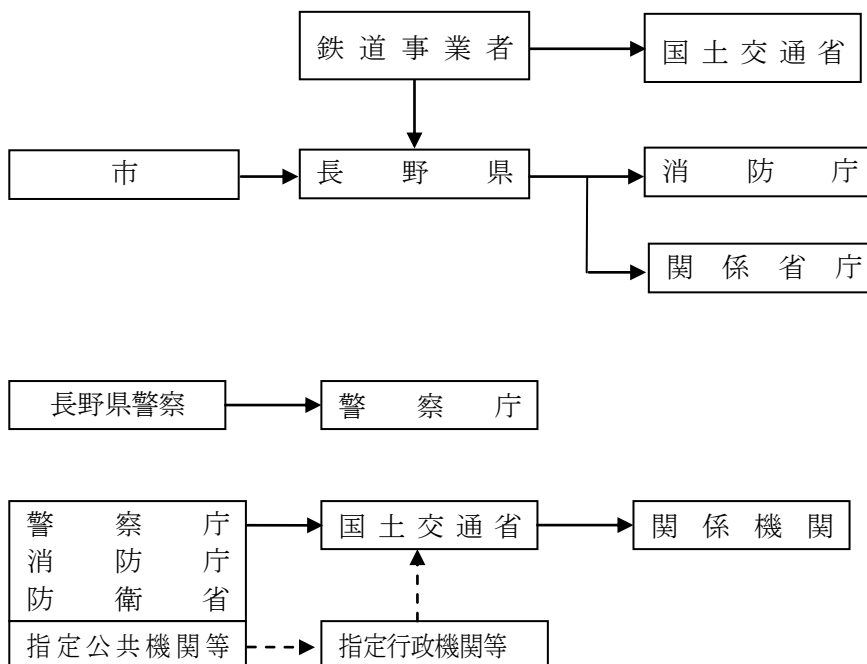 鉄道事業者
国土交通省
市
長野県
消防庁
関係省庁
長野県警察
警察庁
警察庁
消防庁
防衛省
国土交通省
関係機関
指定公共機関等
指定行政機関等